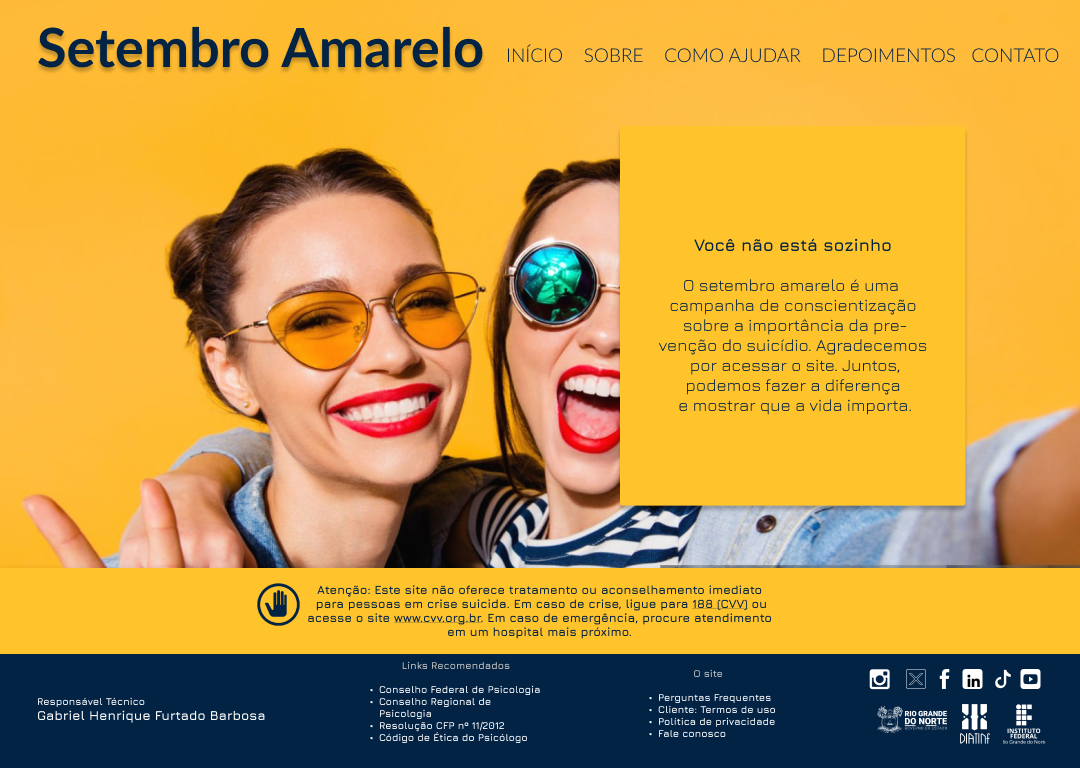 Setembro Amarelo
INÍCIO SOBRE COMO AJUDAR DEPOIMENTOS CONTATO
Você não está sozinho
O setembro amarelo é uma
campanha de conscientização
sobre a importância da pre-
venção do suicídio. Agradecemos
por acessar o site. Juntos,
podemos fazer a diferença
e mostrar que a vida importa.
Atenção: Este site não oferece tratamento ou aconselhamento imediato
para pessoas em crise suicida. Em caso de crise, ligue para 188 (CVV) ou
acesse o site www.cvv.org.br. Em caso de emergência, procure atendimento
em um hospital mais próximo.
Responsável Técnico
Gabriel Henrique Furtado Barbosa
Links Recomendados
• Conselho Federal de Psicologia
• Conselho Regional de
Psicologia
• Resolução CFP nº 11/2012
• Código de Ética do Psicólogo
O site
• Perguntas Frequentes
• Cliente: Termos de uso
• Política de privacidade
• Fale conosco
RIO GRANDE
DO NORTE
DIATINF
INSTITUTO
FEDERAL
Rio Grande do Norte